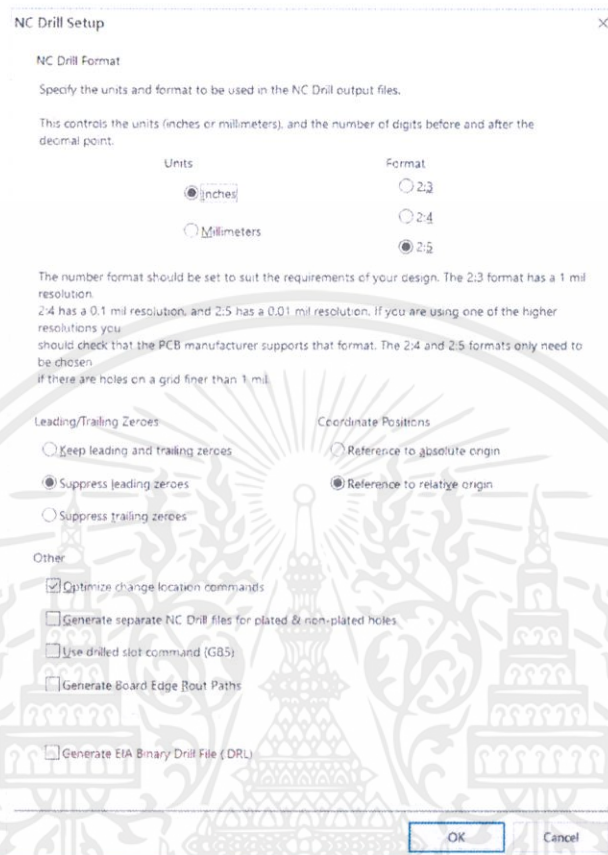 NC Drill Setup
NC Drill Format
Specify the units and format to be used in the NC Drill output files.
This controls the units (inches or millimeters), and the number of digits before and after the
decimal point.
Units Format
Inches 2:3
2:4
Millimeters
2:5
The number format should be set to suit the requirements of your design. The 2:3 format has a 1 mil
resolution.
2:4 has a 0.1 mil resolution, and 2:5 has a 0.01 mil resolution. If you are using one of the higher
resolutions you
should check that the PCB manufacturer supports that format. The 2:4 and 2:5 formats only need to
be chosen
if there are holes on a grid finer than 1 mil.
Leading/Trailing Zeroes Coordinate Positions
Keep leading and trailing zeroes Reference to absolute origin
Suppress leading zeroes Reference to relative origin
Suppress trailing zeroes
Other
Optimize change location commands
Generate separate NC Drill files for plated & non-plated holes
Use drilled slot command (G85)
Generate Board Edge Rout Paths
Generate EIA Binary Drill File (.DRL)
OK Cancel